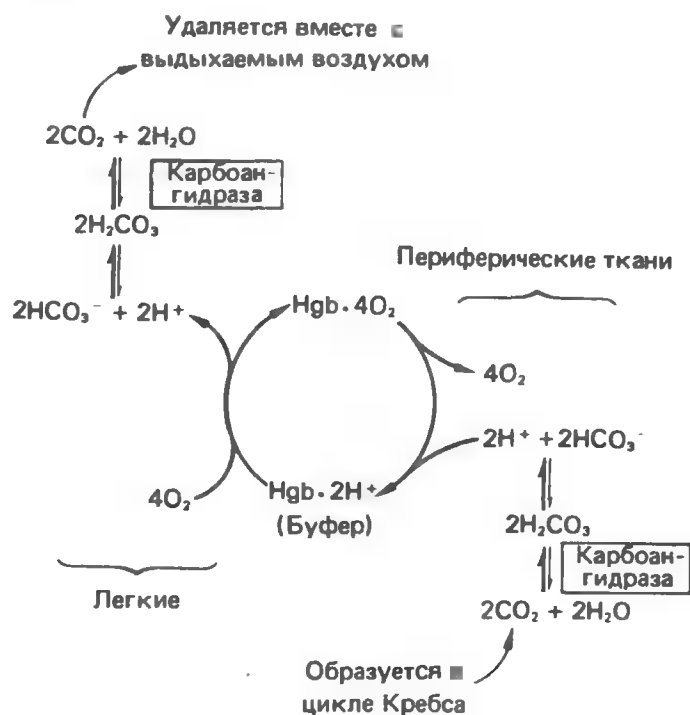 Удаляется вместе с
выдыхаемым воздухом
2CO₂ + 2H₂O
Карбоан-
гидраза
2H₂CO₃
2HCO₃⁻ + 2H⁺
Периферические ткани
Hgb·4O₂
4O₂
2H⁺ + 2HCO₃⁻
4O₂
Hgb·2H⁺
(Буфер)
2H₂CO₃
Карбоан-
гидраза
Легкие
2CO₂ + 2H₂O
Образуется в
цикле Кребса